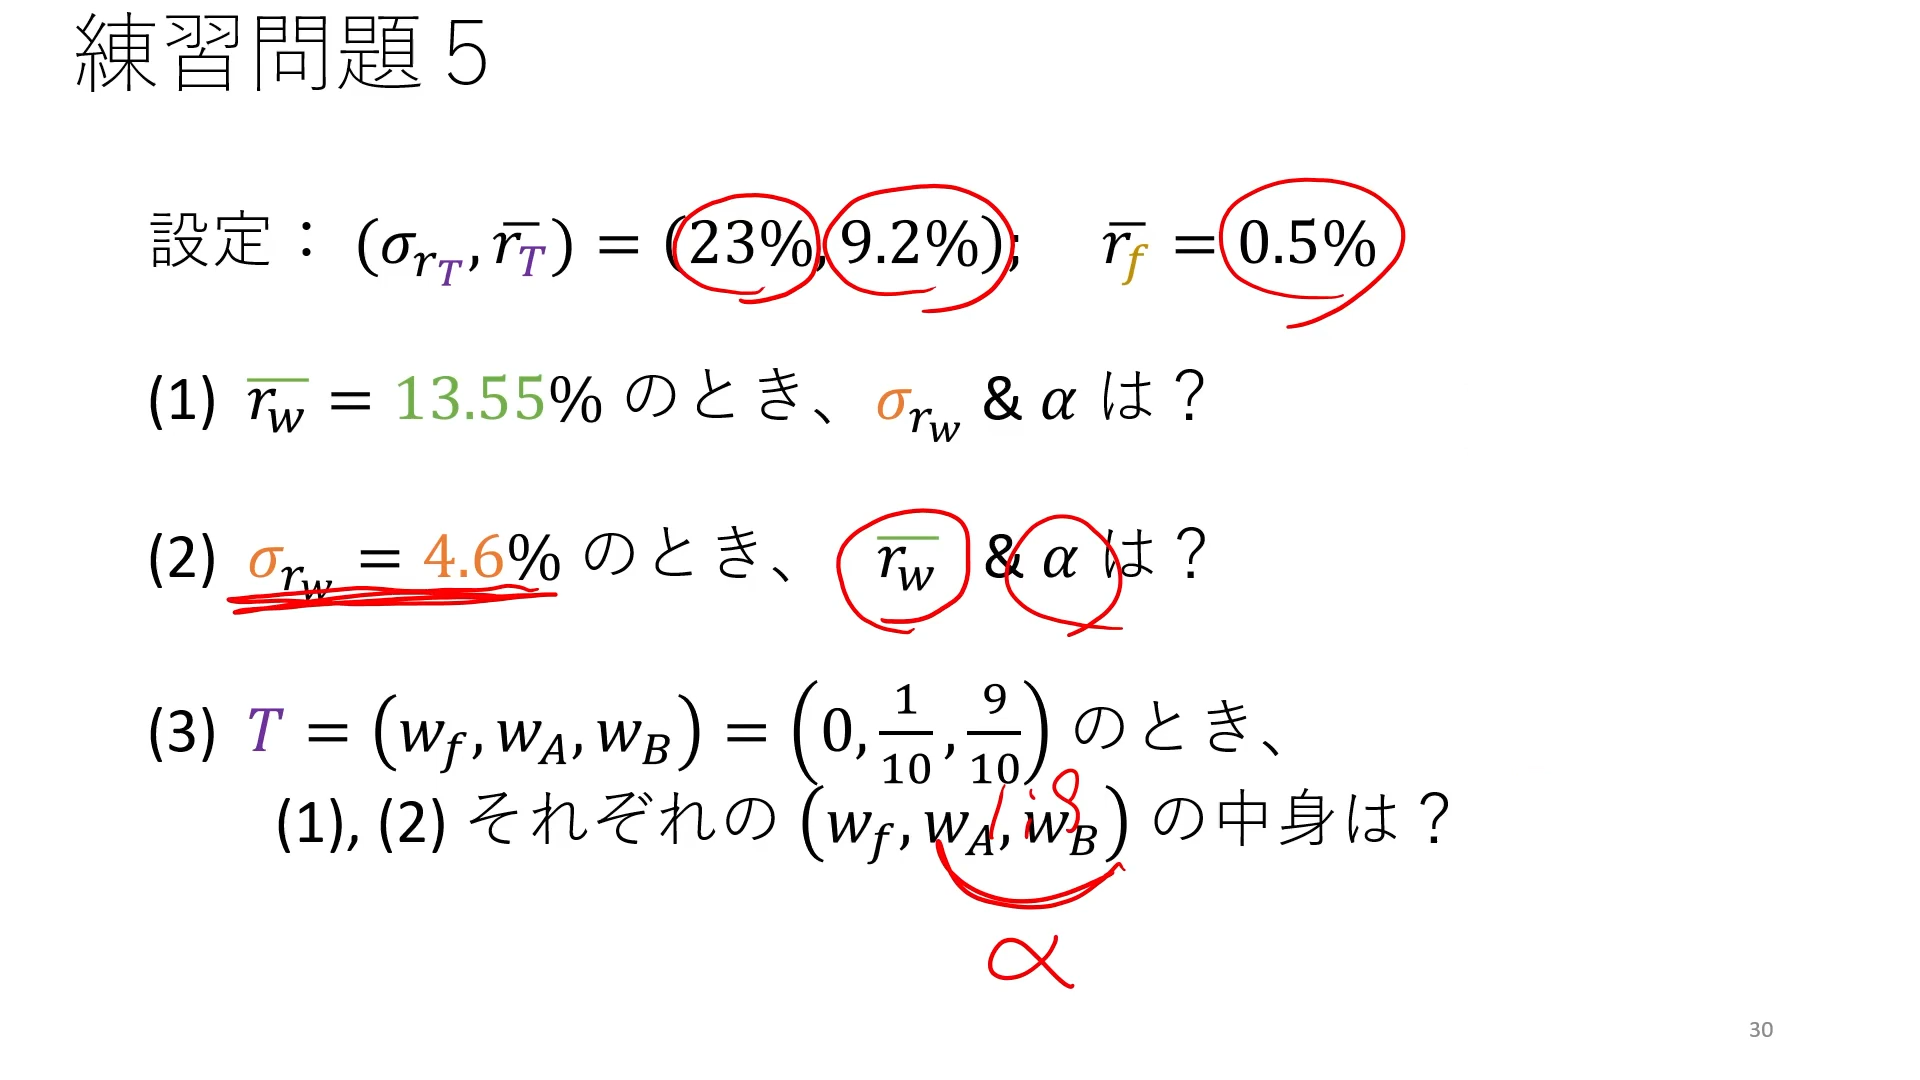 練習問題5
設定： (σ_{r_T}, \overline{r_T}) = (23%, 9.2%); \overline{r_f} = 0.5%
(1) \overline{r_w} = 13.55% のとき、 σ_{r_w} & α は？
(2) σ_{r_w} = 4.6% のとき、 \overline{r_w} & α は？
(3) T = (w_f, w_A, w_B) = (0, 1/10, 9/10) のとき、
(1), (2) それぞれの (w_f, w_A, w_B) の中身は？
α
30